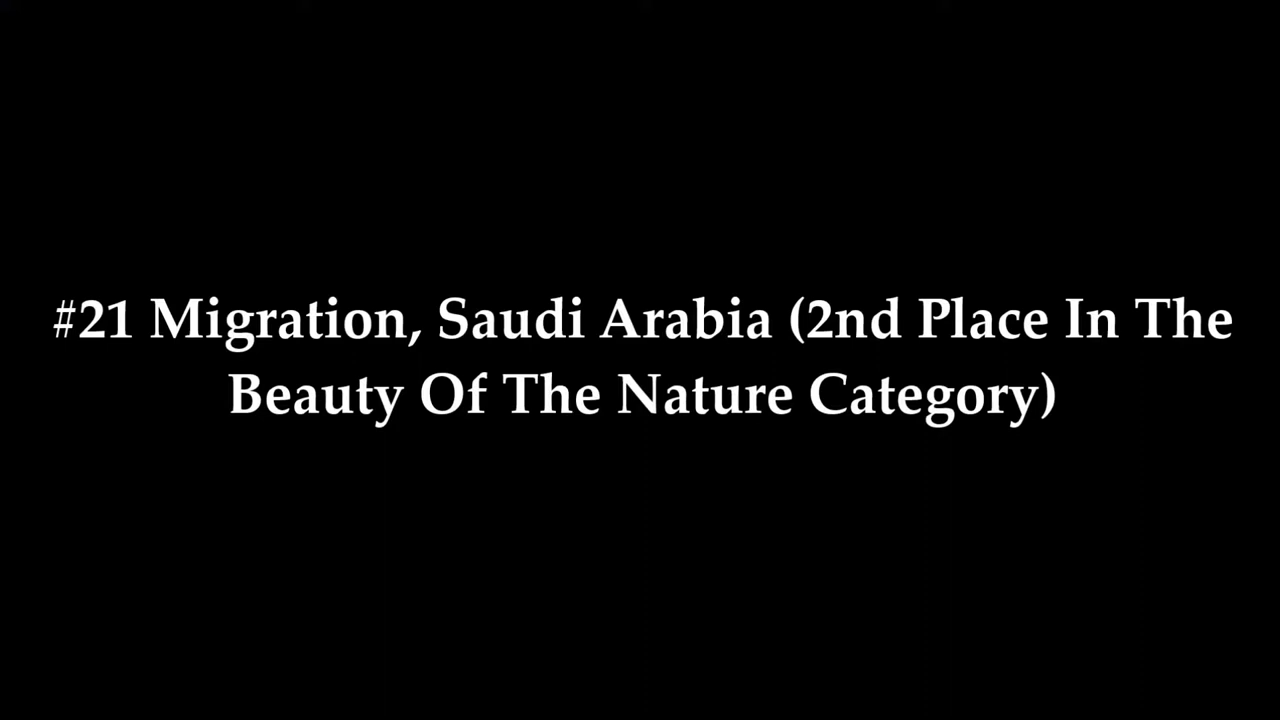 #21 Migration, Saudi Arabia (2nd Place In The
Beauty Of The Nature Category)